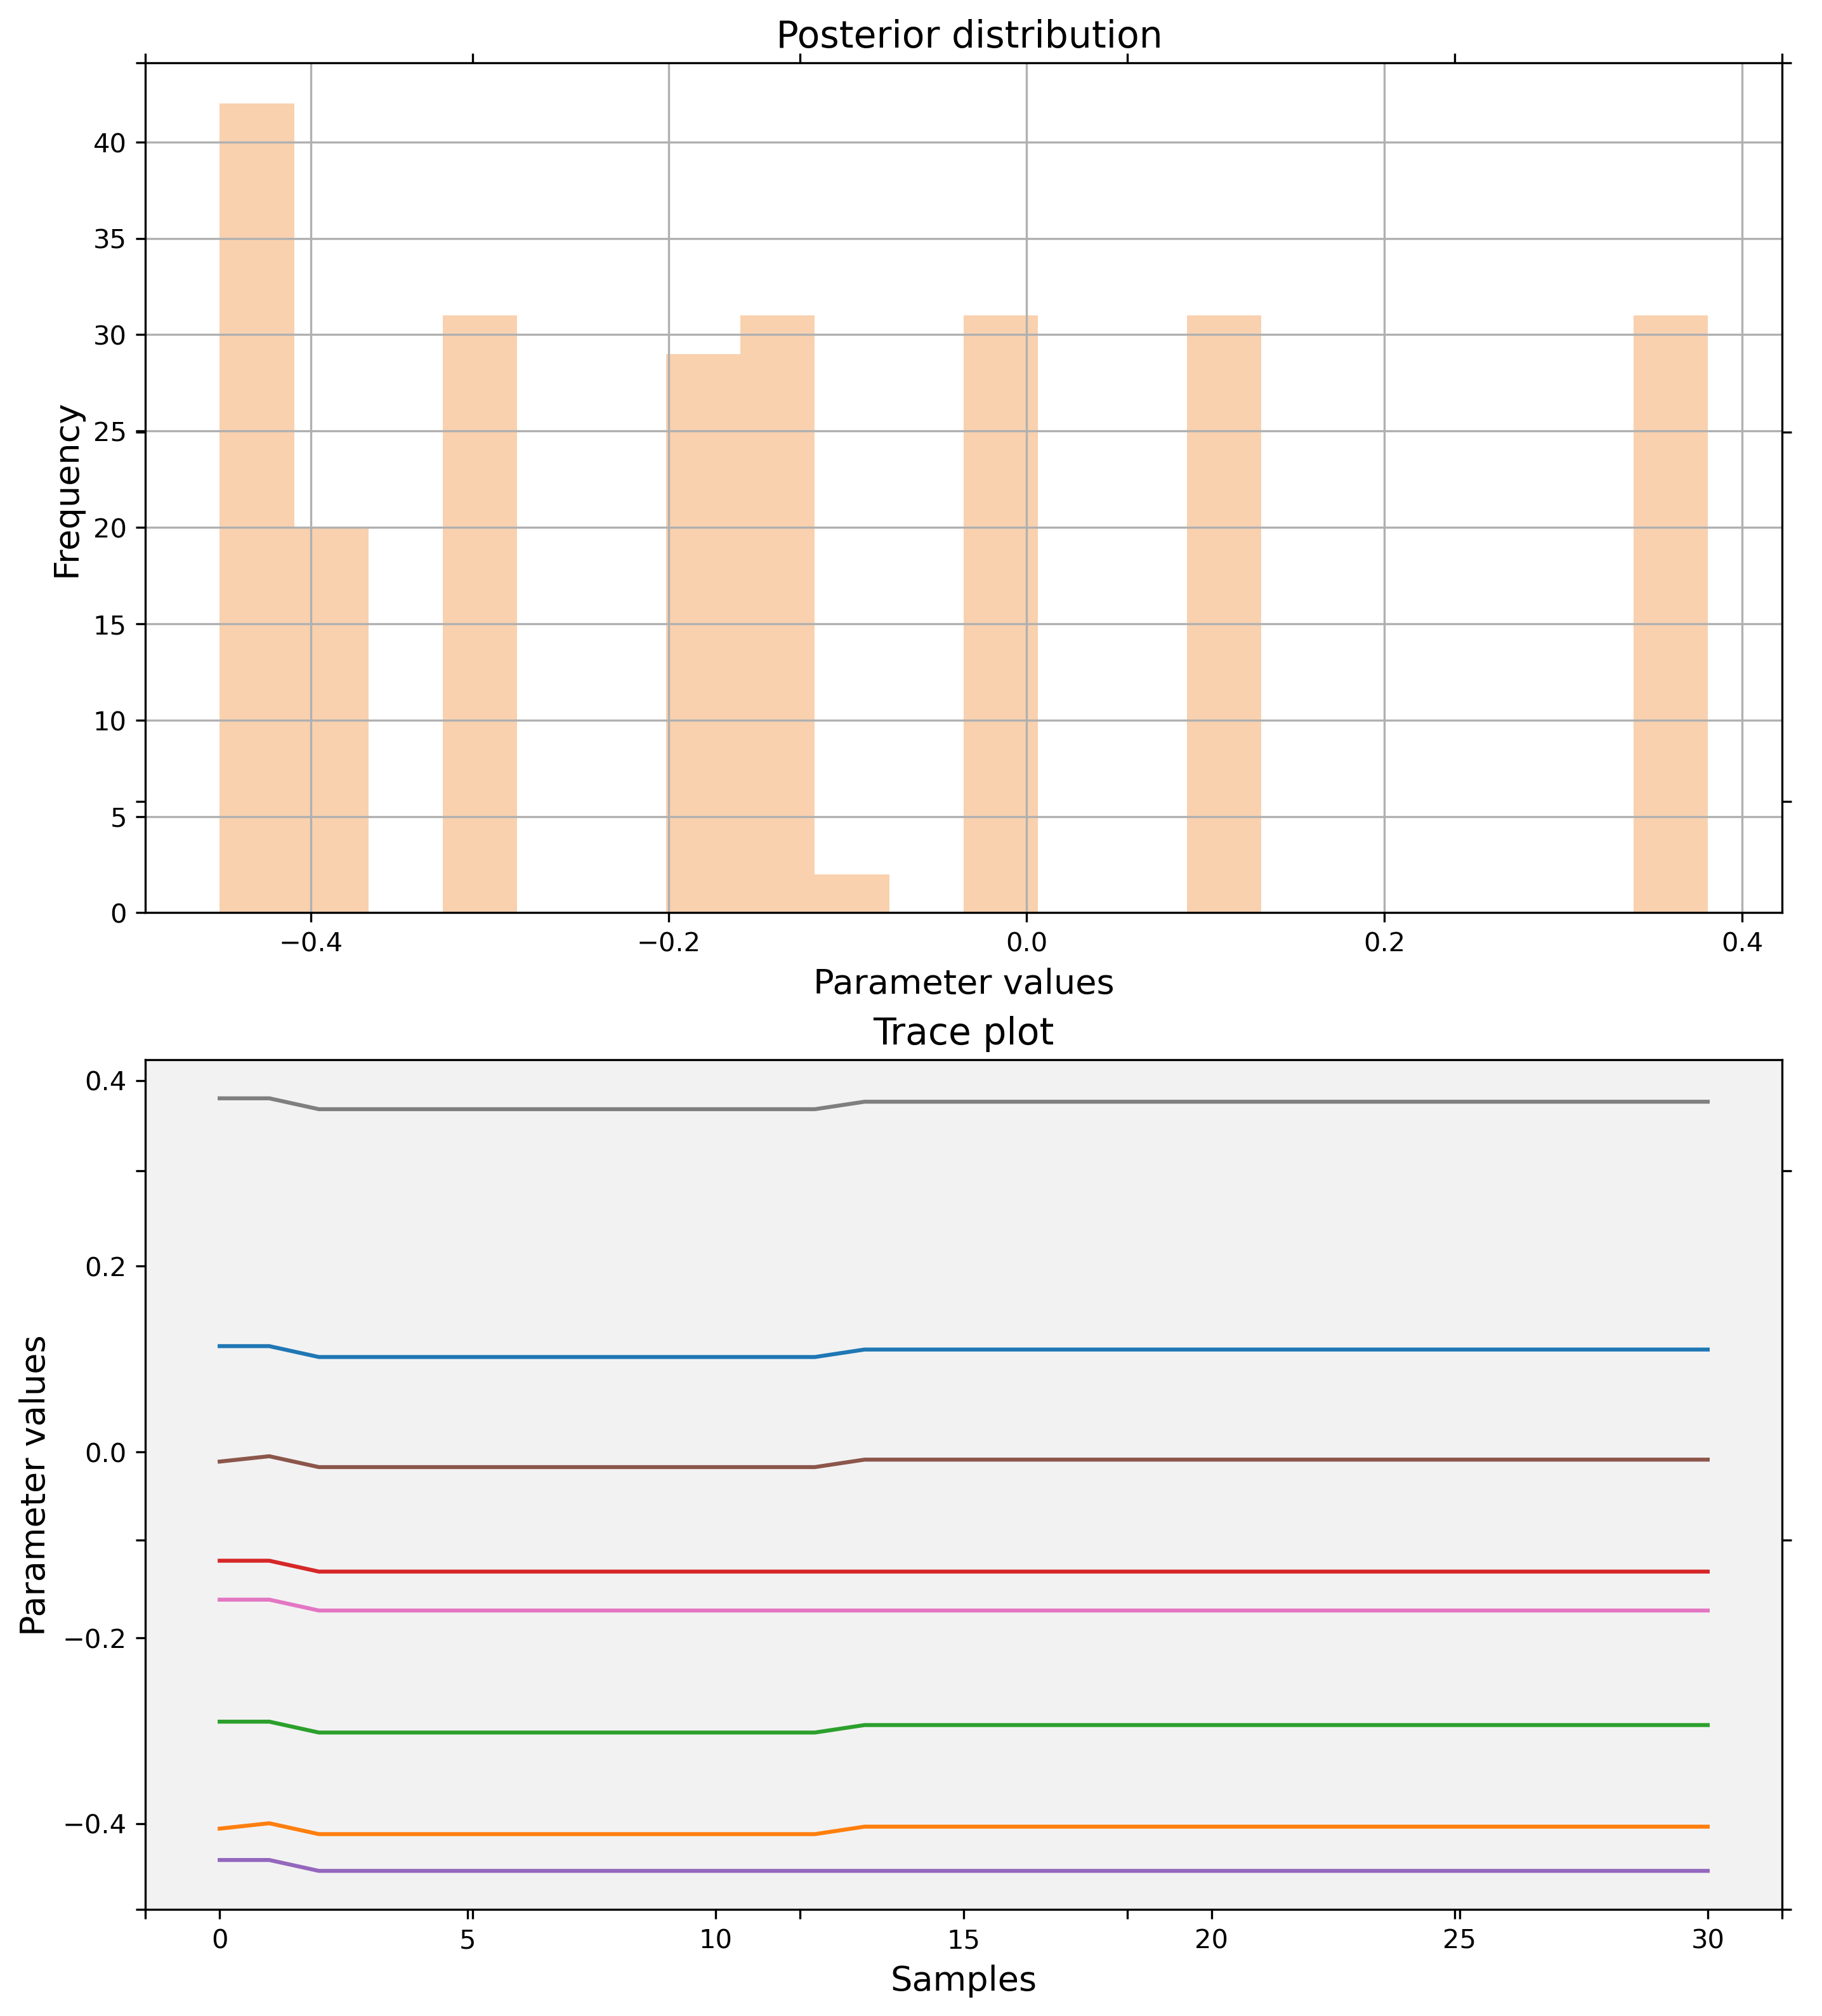 Posterior distribution
40
35
30
25
20
15
10
5
0
Frequency
−0.4 −0.2 0.0 0.2 0.4
Parameter values
Trace plot
0.4
0.2
0.0
−0.2
−0.4
Parameter values
0 5 10 15 20 25 30
Samples